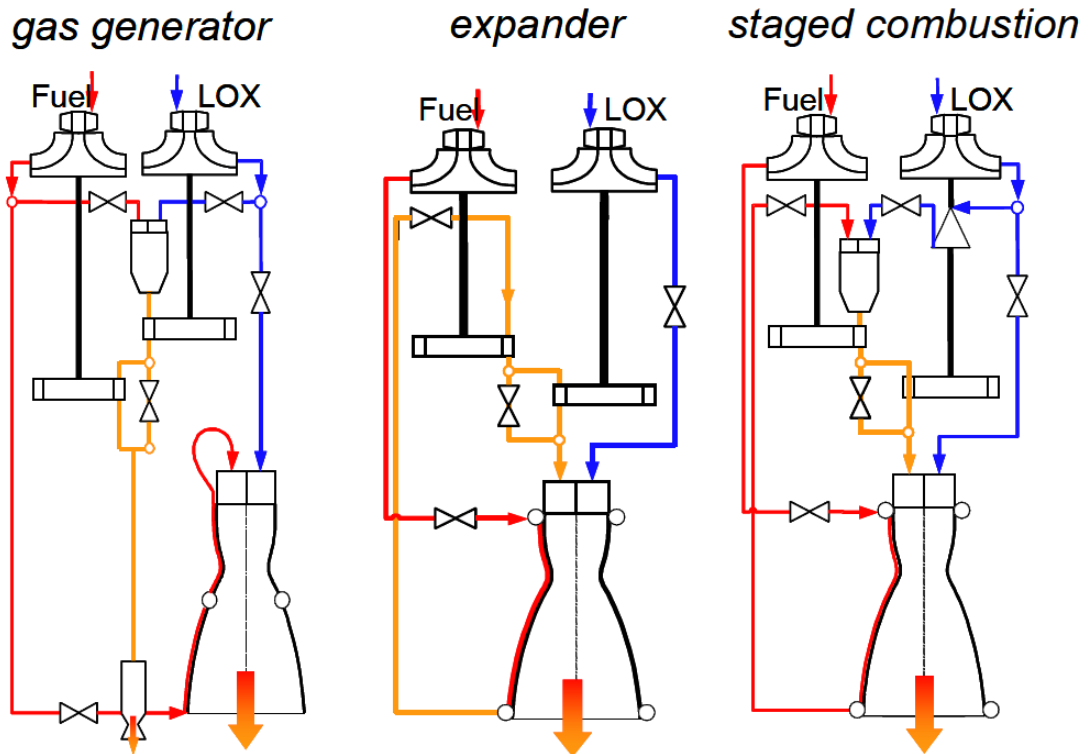 gas generator
expander
staged combustion
Fuel
LOX
Fuel
LOX
Fuel
LOX